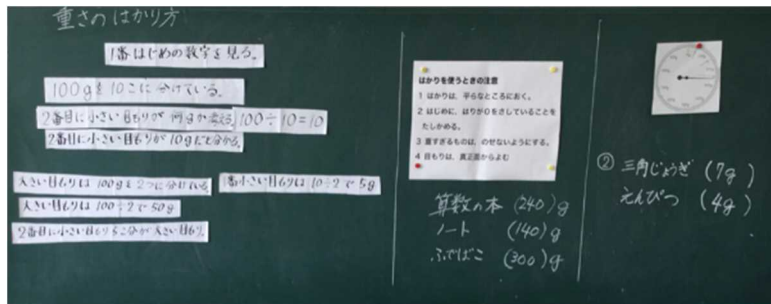 重さのはかり方
1番はじめの数字を見る。
100gを10こに分けている。
2番目に小さい目もりが何gか考える。100÷10=10
2番目に小さい目もりが10gだと分かる。
大きい目もりは100gを2つに分けている。
1番小さい目もりは10÷2で5g
大きい目もりは100÷2で50g
2番目に小さい目もり5こ分が大きい目もり。
はかりを使うときの注意
1 はかりは、平らなところにおく。
2 はじめに、はりが0をさしていることを
たしかめる。
3 重すぎるものは、のせないようにする。
4 目もりは、真正面からよむ
算数の本 (240)g
ノート (140)g
ふでばこ (300)g
② 三角じょうぎ (7g)
えんぴつ (4g)